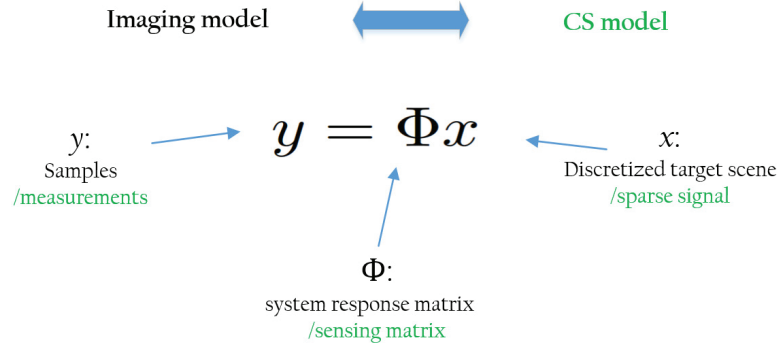 Imaging model
CS model
y = Φx
y:
Samples
/measurements
x:
Discretized target scene
/sparse signal
Φ:
system response matrix
/sensing matrix